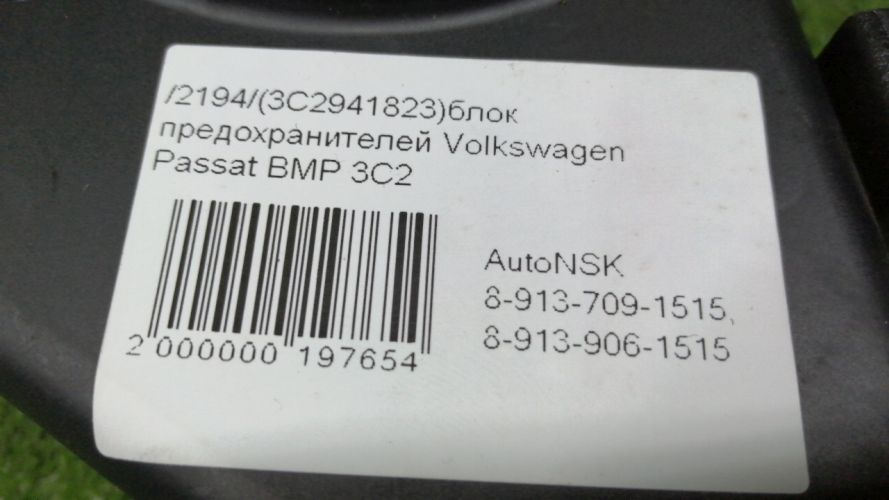 /2194/(3C2941823)блок
предохранителей Volkswagen
Passat BMP 3C2
AutoNSK
8-913-709-1515,
8-913-906-1515
2 000000 197654